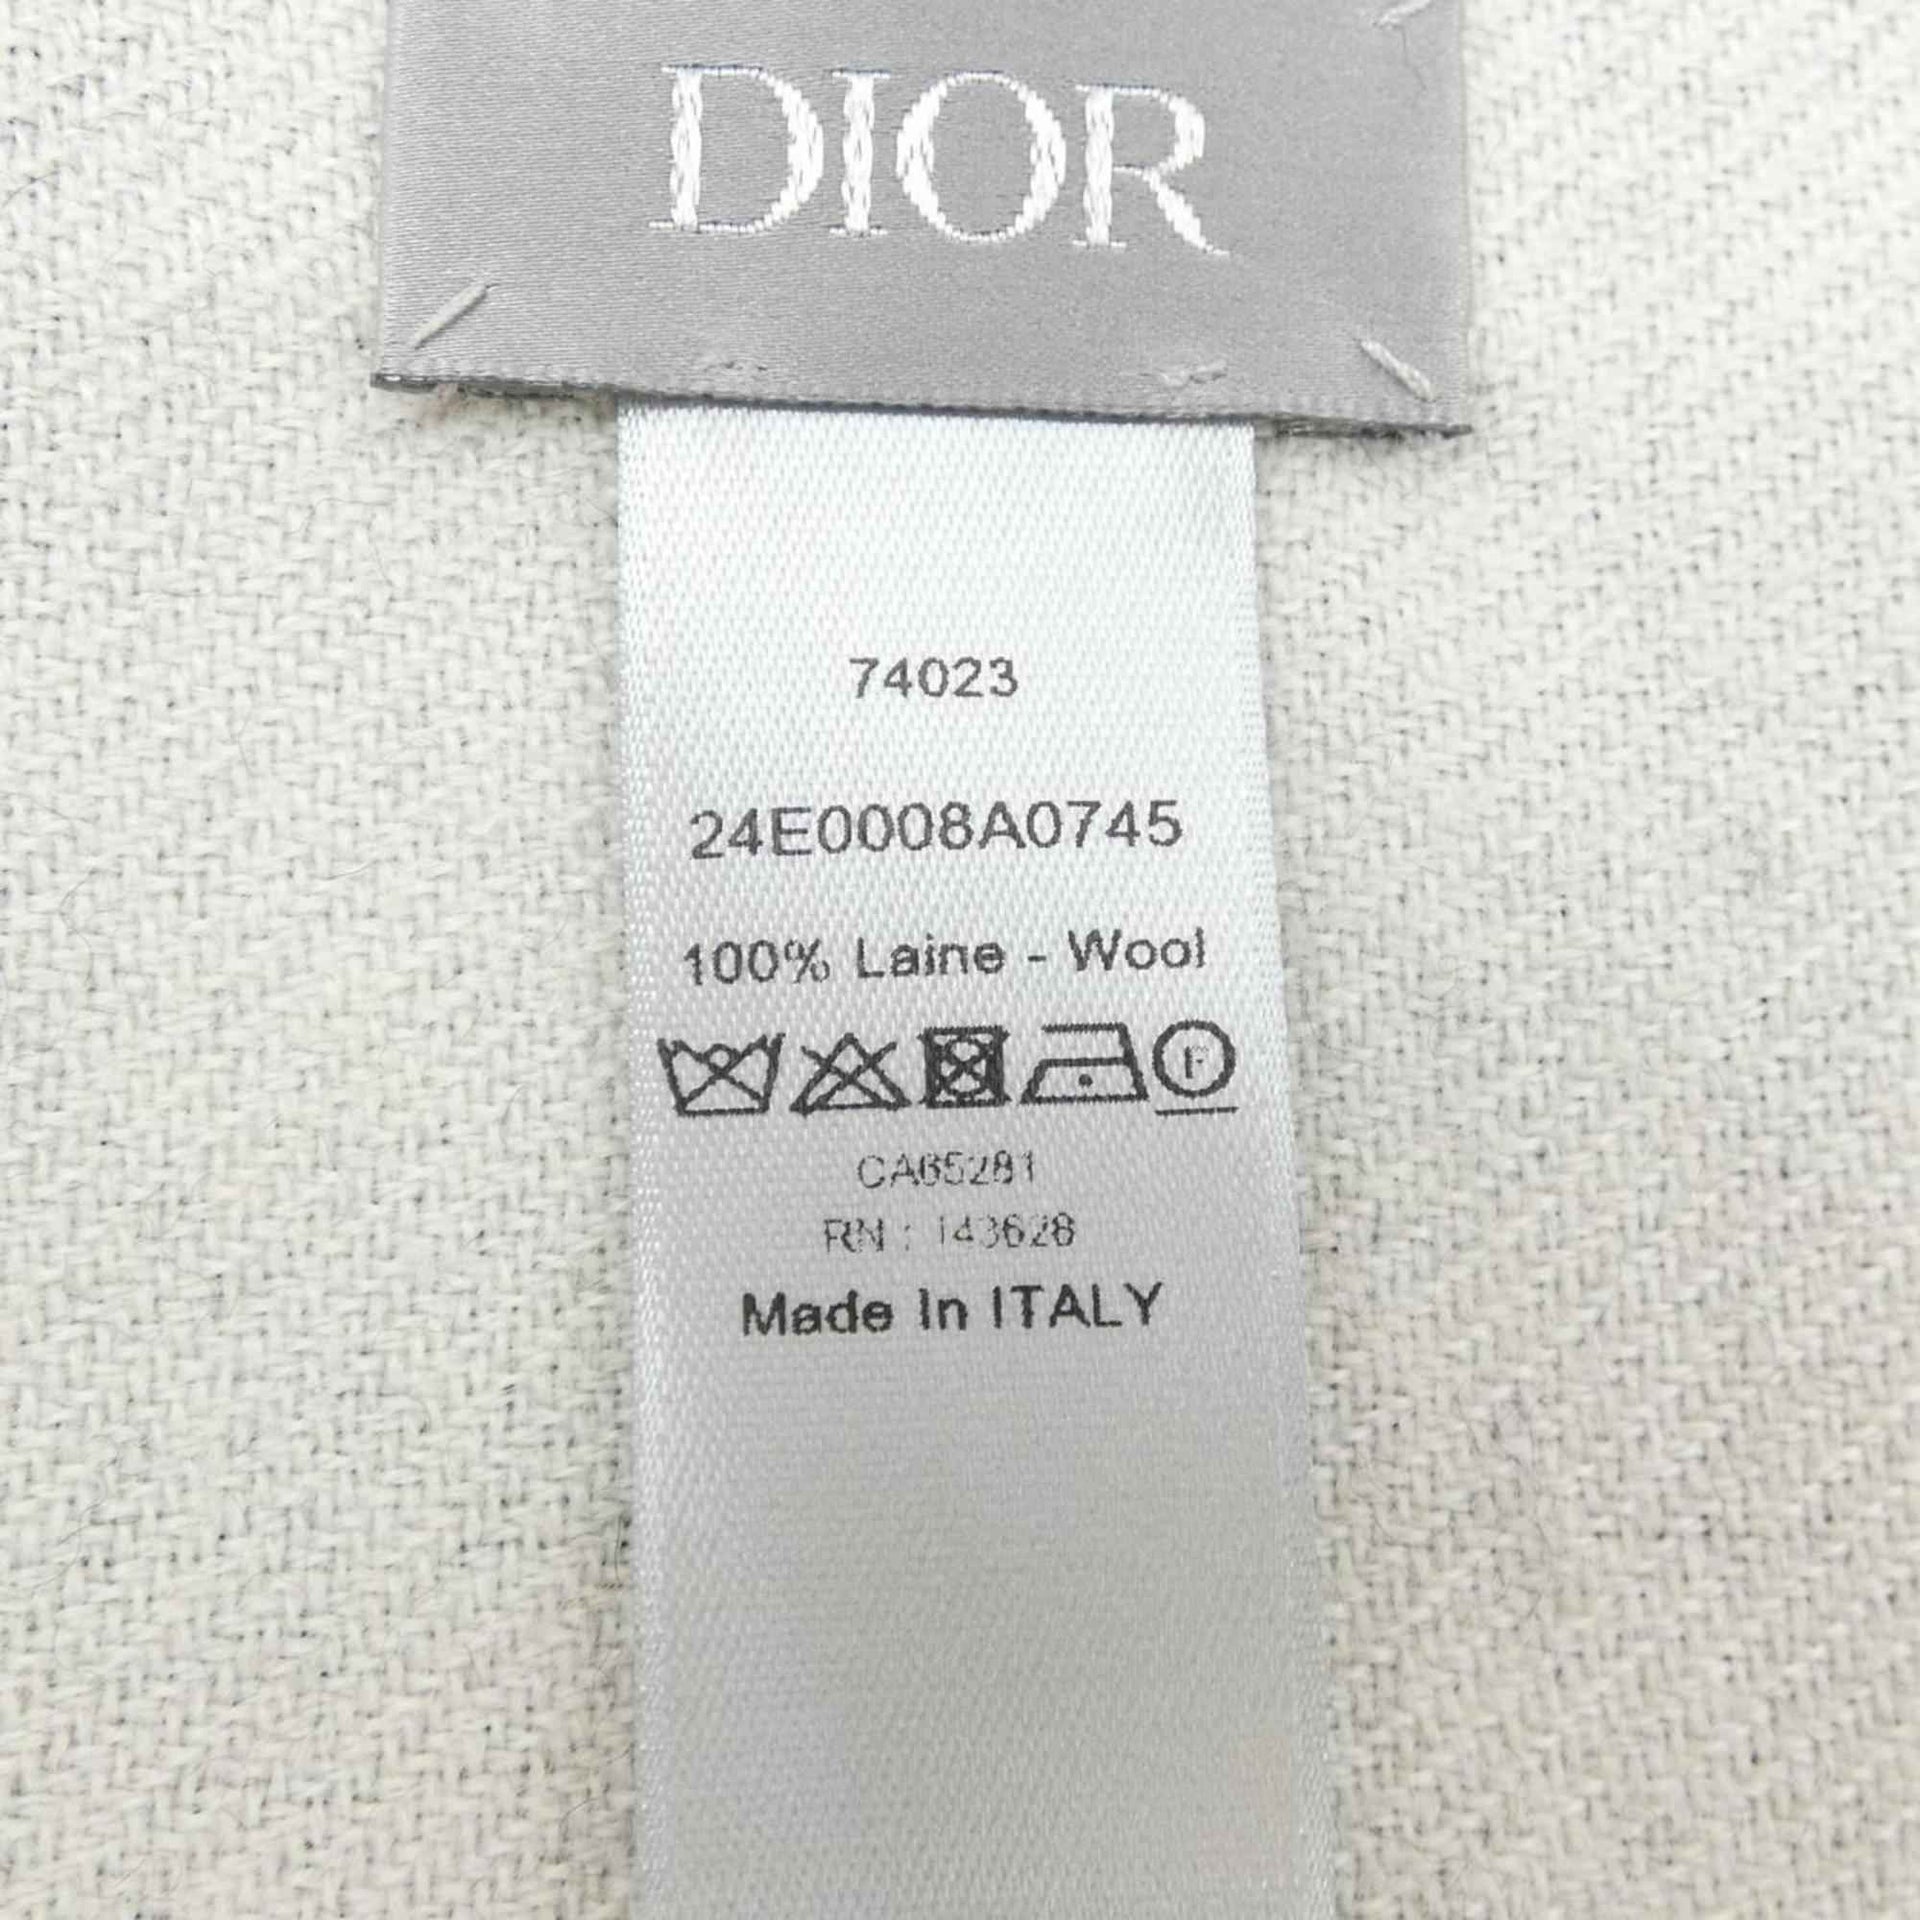 DIOR
74023
24E0008A0745
100% Laine - Wool
F
CA65281
RN : 143628
Made In ITALY